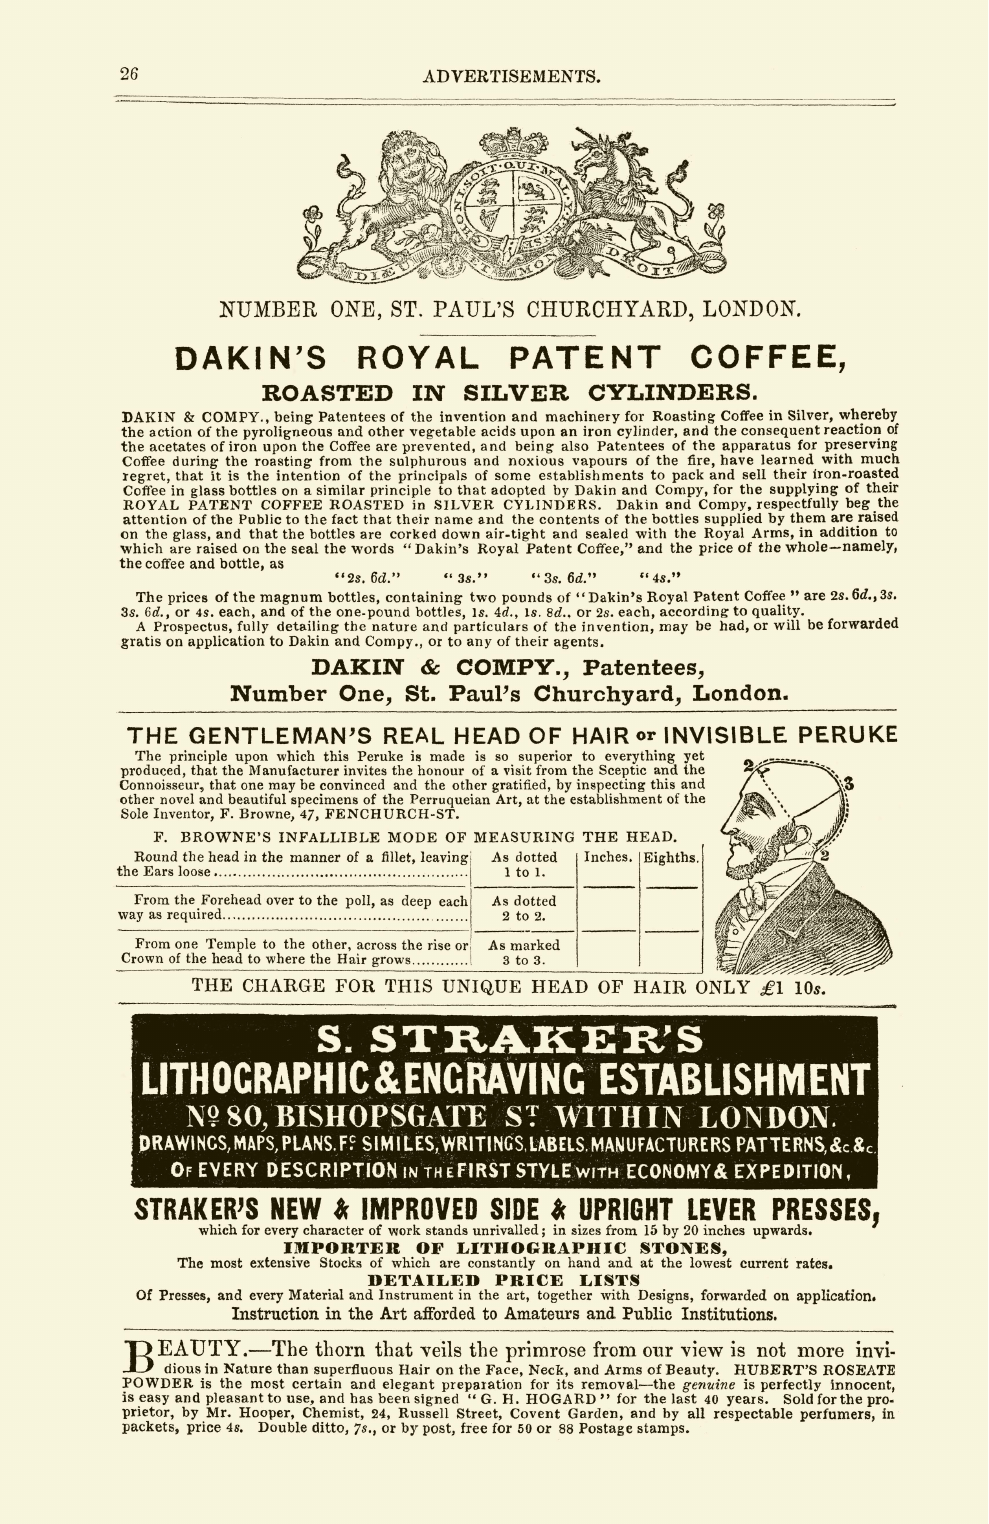 26
ADVERTISEMENTS.
HONI·SOIT·QUI·MAL·Y·PENSE
DIEU ET MON DROIT
NUMBER ONE, ST. PAUL'S CHURCHYARD, LONDON.
DAKIN'S ROYAL PATENT COFFEE,
ROASTED IN SILVER CYLINDERS.
DAKIN & COMPY., being Patentees of the invention and machinery for Roasting Coffee in Silver, whereby
the action of the pyroligneous and other vegetable acids upon an iron cylinder, and the consequent reaction of
the acetates of iron upon the Coffee are prevented, and being also Patentees of the apparatus for preserving
Coffee during the roasting from the sulphurous and noxious vapours of the fire, have learned with much
regret, that it is the intention of the principals of some establishments to pack and sell their iron-roasted
Coffee in glass bottles on a similar principle to that adopted by Dakin and Compy, for the supplying of their
ROYAL PATENT COFFEE ROASTED in SILVER CYLINDERS. Dakin and Compy, respectfully beg the
attention of the Public to the fact that their name and the contents of the bottles supplied by them are raised
on the glass, and that the bottles are corked down air-tight and sealed with the Royal Arms, in addition to
which are raised on the seal the words "Dakin's Royal Patent Coffee," and the price of the whole—namely,
the coffee and bottle, as
"2s. 6d." "3s." "3s. 6d." "4s."
The prices of the magnum bottles, containing two pounds of "Dakin's Royal Patent Coffee" are 2s. 6d., 3s.
3s. 6d., or 4s. each, and of the one-pound bottles, 1s. 4d., 1s. 8d., or 2s. each, according to quality.
A Prospectus, fully detailing the nature and particulars of the invention, may be had, or will be forwarded
gratis on application to Dakin and Compy., or to any of their agents.
DAKIN & COMPY., Patentees,
Number One, St. Paul's Churchyard, London.
THE GENTLEMAN'S REAL HEAD OF HAIR or INVISIBLE PERUKE
The principle upon which this Peruke is made is so superior to everything yet
produced, that the Manufacturer invites the honour of a visit from the Sceptic and the
Connoisseur, that one may be convinced and the other gratified, by inspecting this and
other novel and beautiful specimens of the Perruqueian Art, at the establishment of the
Sole Inventor, F. Browne, 47, FENCHURCH-ST.
F. BROWNE'S INFALLIBLE MODE OF MEASURING THE HEAD.
Round the head in the manner of a fillet, leaving As dotted Inches. Eighths.
the Ears loose .................... 1 to 1.
From the Forehead over to the poll, as deep each As dotted
way as required.................... 2 to 2.
From one Temple to the other, across the rise or As marked
Crown of the head to where the Hair grows............ 3 to 3.
2
3
2
THE CHARGE FOR THIS UNIQUE HEAD OF HAIR ONLY £1 10s.
S. STRAKER'S
LITHOGRAPHIC & ENGRAVING ESTABLISHMENT
No 80, BISHOPSGATE ST WITHIN LONDON.
DRAWINGS, MAPS, PLANS. Fc SIMILES, WRITINGS, LABELS, MANUFACTURERS PATTERNS, &c. &c.
OF EVERY DESCRIPTION IN THE FIRST STYLE WITH ECONOMY & EXPEDITION,
STRAKER'S NEW & IMPROVED SIDE & UPRIGHT LEVER PRESSES,
which for every character of work stands unrivalled; in sizes from 15 by 20 inches upwards.
IMPORTER OF LITHOGRAPHIC STONES,
The most extensive Stocks of which are constantly on hand and at the lowest current rates.
DETAILED PRICE LISTS
Of Presses, and every Material and Instrument in the art, together with Designs, forwarded on application.
Instruction in the Art afforded to Amateurs and Public Institutions.
BEAUTY.—The thorn that veils the primrose from our view is not more invi-
dious in Nature than superfluous Hair on the Face, Neck, and Arms of Beauty. HUBERT'S ROSEATE
POWDER is the most certain and elegant preparation for its removal—the genuine is perfectly innocent,
is easy and pleasant to use, and has been signed "G. H. HOGARD" for the last 40 years. Sold for the pro-
prietor, by Mr. Hooper, Chemist, 24, Russell Street, Covent Garden, and by all respectable perfumers, in
packets, price 4s. Double ditto, 7s., or by post, free for 50 or 88 Postage stamps.